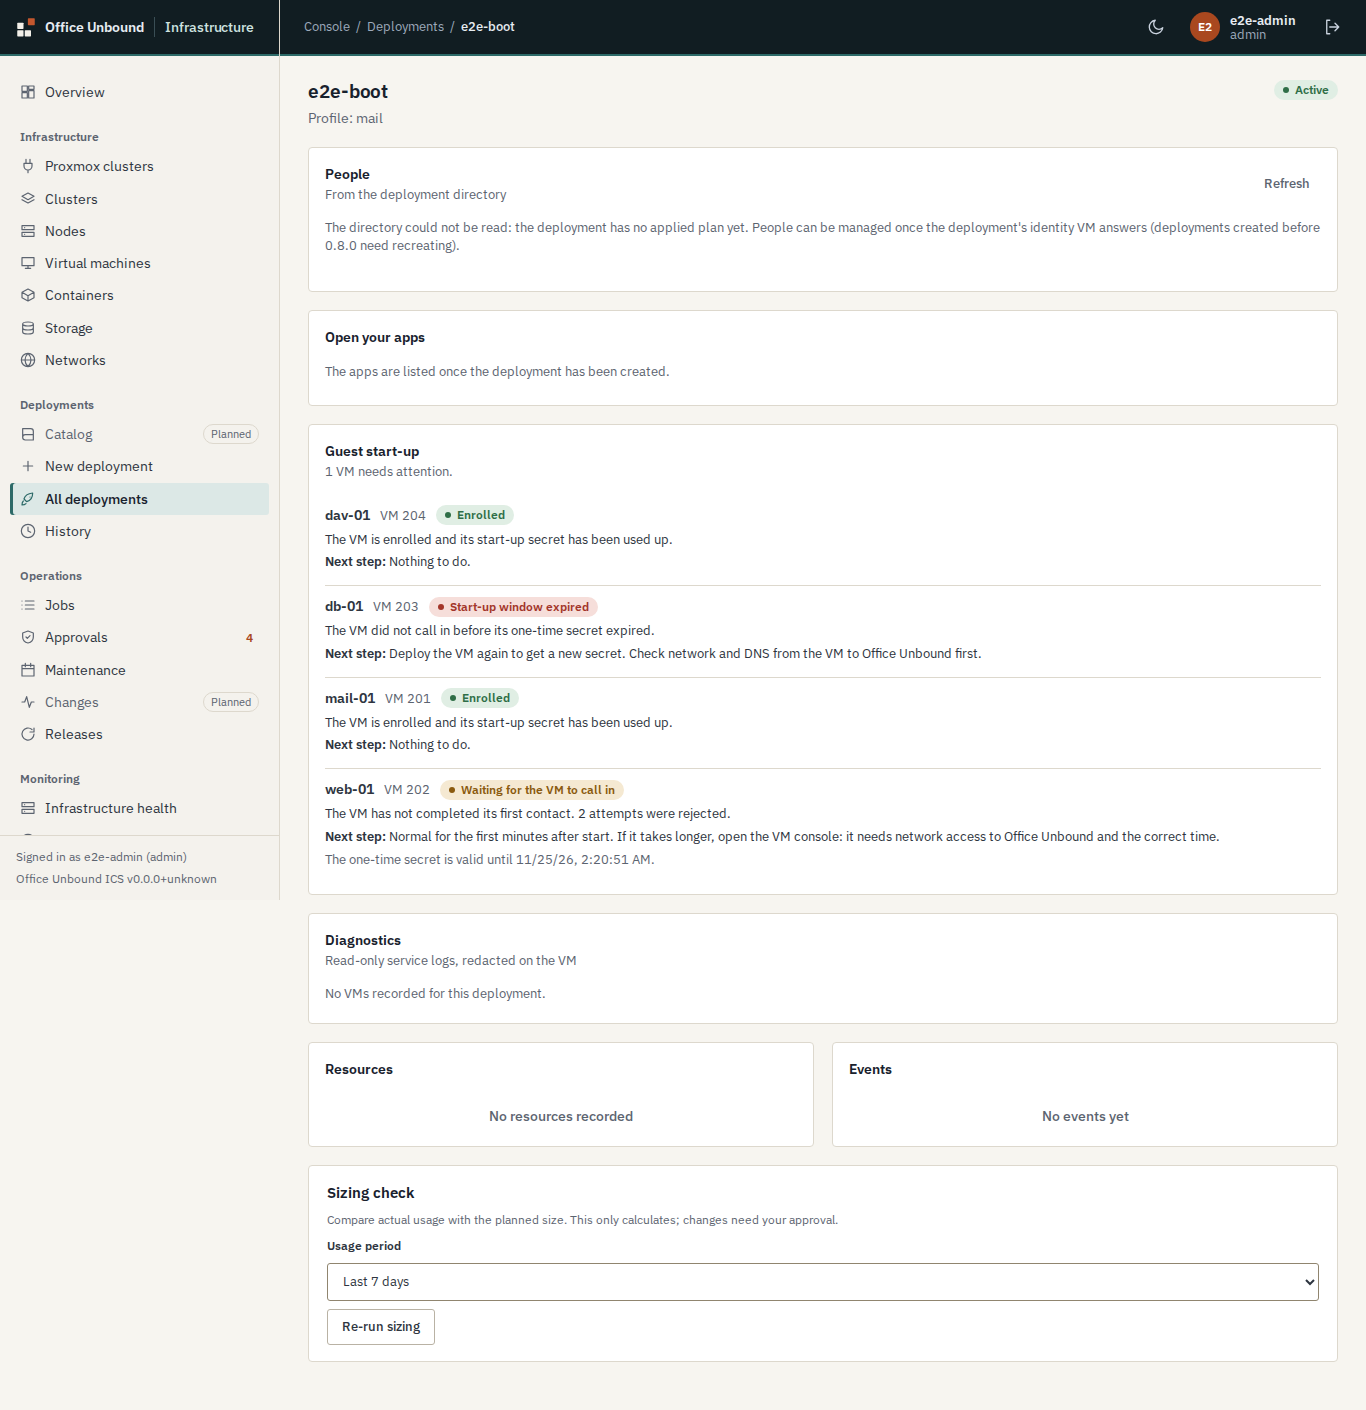 Office Unbound
Infrastructure
Console / Deployments / e2e-boot
E2
e2e-admin
admin
Overview
Infrastructure
Proxmox clusters
Clusters
Nodes
Virtual machines
Containers
Storage
Networks
Deployments
Catalog
Planned
New deployment
All deployments
History
Operations
Jobs
Approvals
4
Maintenance
Changes
Planned
Releases
Monitoring
Infrastructure health
Signed in as e2e-admin (admin)
Office Unbound ICS v0.0.0+unknown
e2e-boot
Active
Profile: mail
People
From the deployment directory
Refresh
The directory could not be read: the deployment has no applied plan yet. People can be managed once the deployment's identity VM answers (deployments created before
0.8.0 need recreating).
Open your apps
The apps are listed once the deployment has been created.
Guest start-up
1 VM needs attention.
dav-01 VM 204 Enrolled
The VM is enrolled and its start-up secret has been used up.
Next step: Nothing to do.
db-01 VM 203 Start-up window expired
The VM did not call in before its one-time secret expired.
Next step: Deploy the VM again to get a new secret. Check network and DNS from the VM to Office Unbound first.
mail-01 VM 201 Enrolled
The VM is enrolled and its start-up secret has been used up.
Next step: Nothing to do.
web-01 VM 202 Waiting for the VM to call in
The VM has not completed its first contact. 2 attempts were rejected.
Next step: Normal for the first minutes after start. If it takes longer, open the VM console: it needs network access to Office Unbound and the correct time.
The one-time secret is valid until 11/25/26, 2:20:51 AM.
Diagnostics
Read-only service logs, redacted on the VM
No VMs recorded for this deployment.
Resources
No resources recorded
Events
No events yet
Sizing check
Compare actual usage with the planned size. This only calculates; changes need your approval.
Usage period
Last 7 days
Re-run sizing